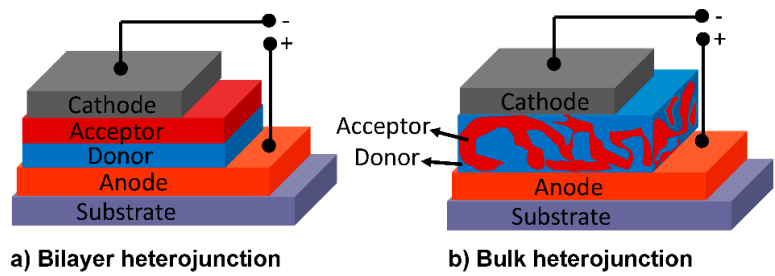 -
+
Cathode
Acceptor
Donor
Anode
Substrate
a) Bilayer heterojunction
-
+
Cathode
Acceptor
Donor
Anode
Substrate
b) Bulk heterojunction